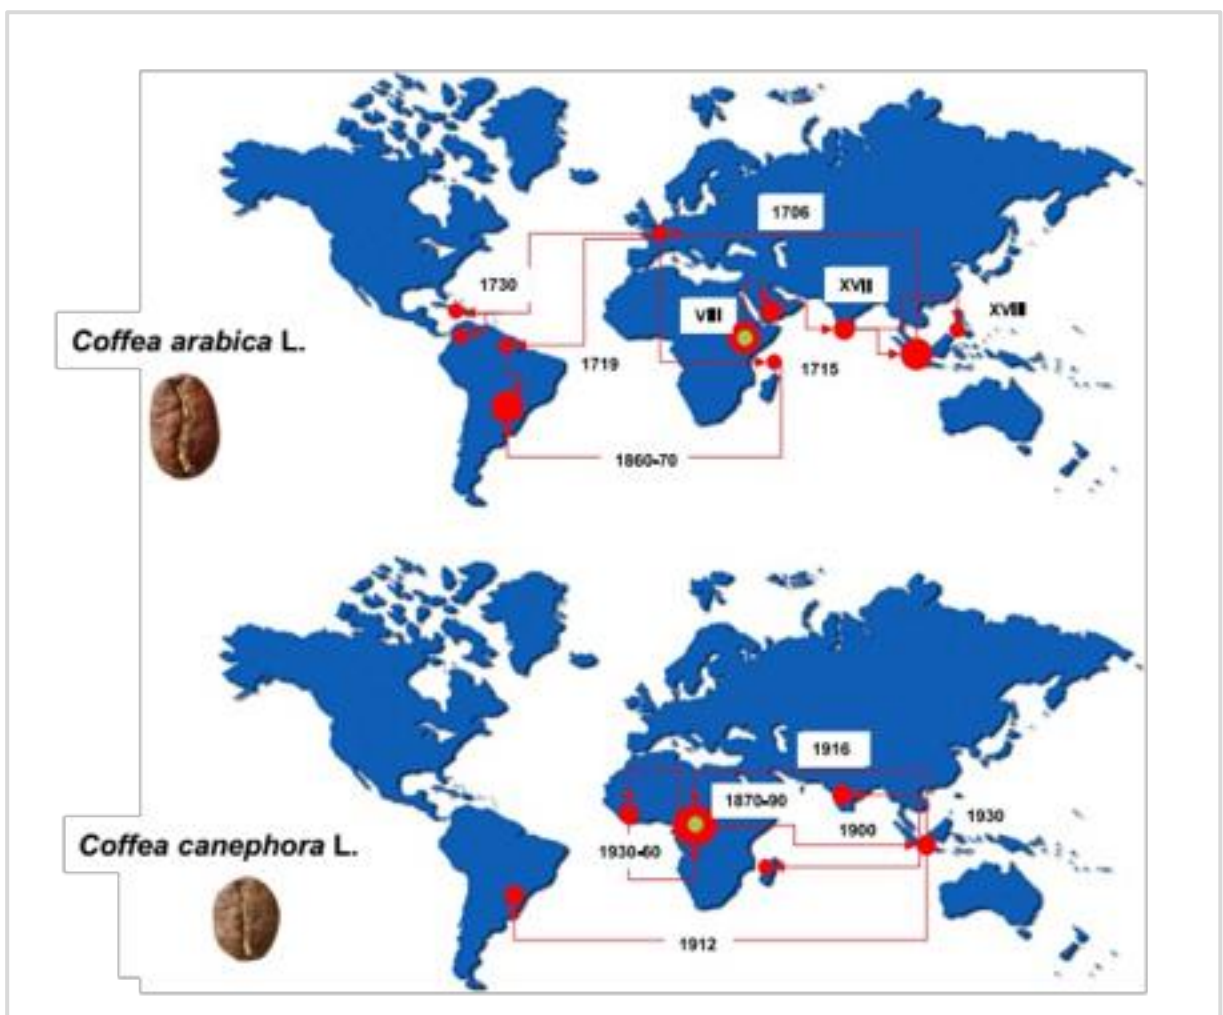 1706
1730
XVII
VIII
XVIII
Coffea arabica L.
1719
1715
1860-70
1916
1870-90
1930
1900
Coffea canephora L.
1930-60
1912